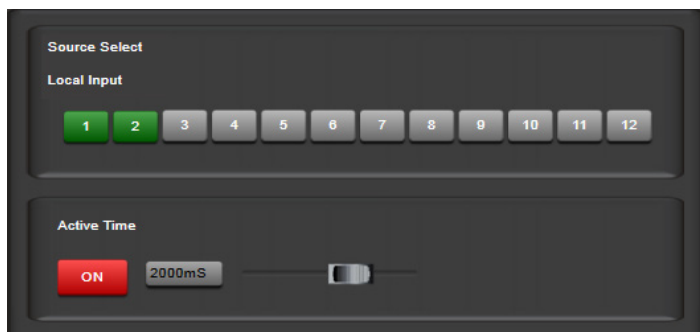 Source Select
Local Input
1 2 3 4 5 6 7 8 9 10 11 12
Active Time
ON 2000mS